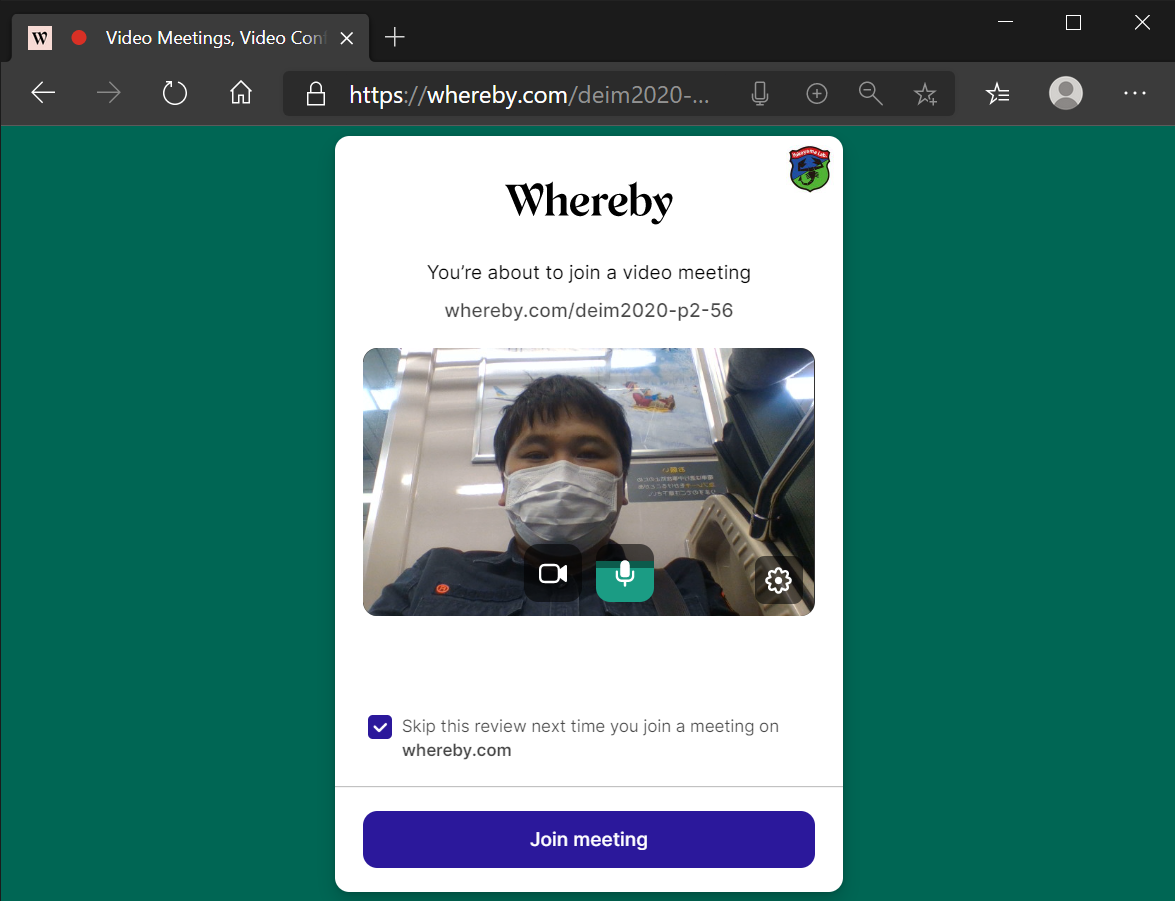 W
Video Meetings, Video Conf
https://whereby.com/deim2020-...
Whereby
You're about to join a video meeting
whereby.com/deim2020-p2-56
Skip this review next time you join a meeting on
whereby.com
Join meeting